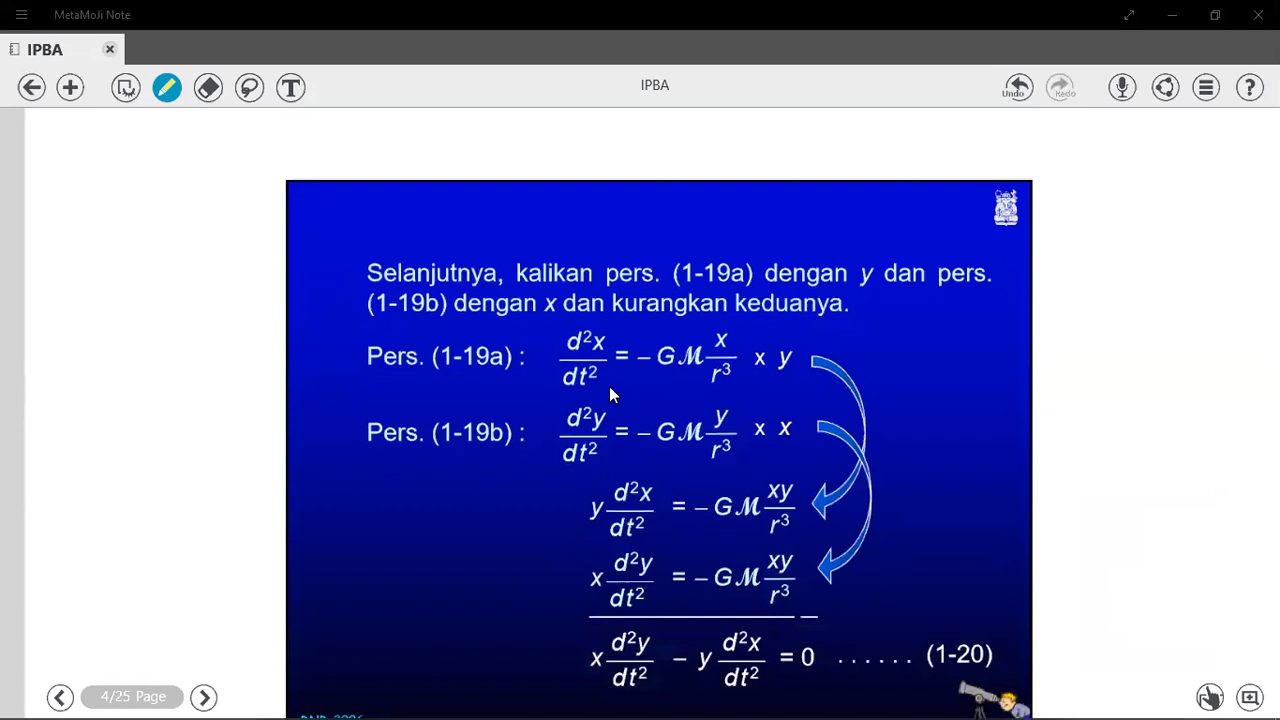 MetaMoJi Note
IPBA
IPBA
Undo
Redo
Selanjutnya, kalikan pers. (1-19a) dengan y dan pers.
(1-19b) dengan x dan kurangkan keduanya.
Pers. (1-19a) : d²x/dt² = – Gℳ x/r³ x y
Pers. (1-19b) : d²y/dt² = – Gℳ y/r³ x x
y d²x/dt² = – Gℳ xy/r³
x d²y/dt² = – Gℳ xy/r³
–
x d²y/dt² – y d²x/dt² = 0 . . . . . . (1-20)
4/25 Page